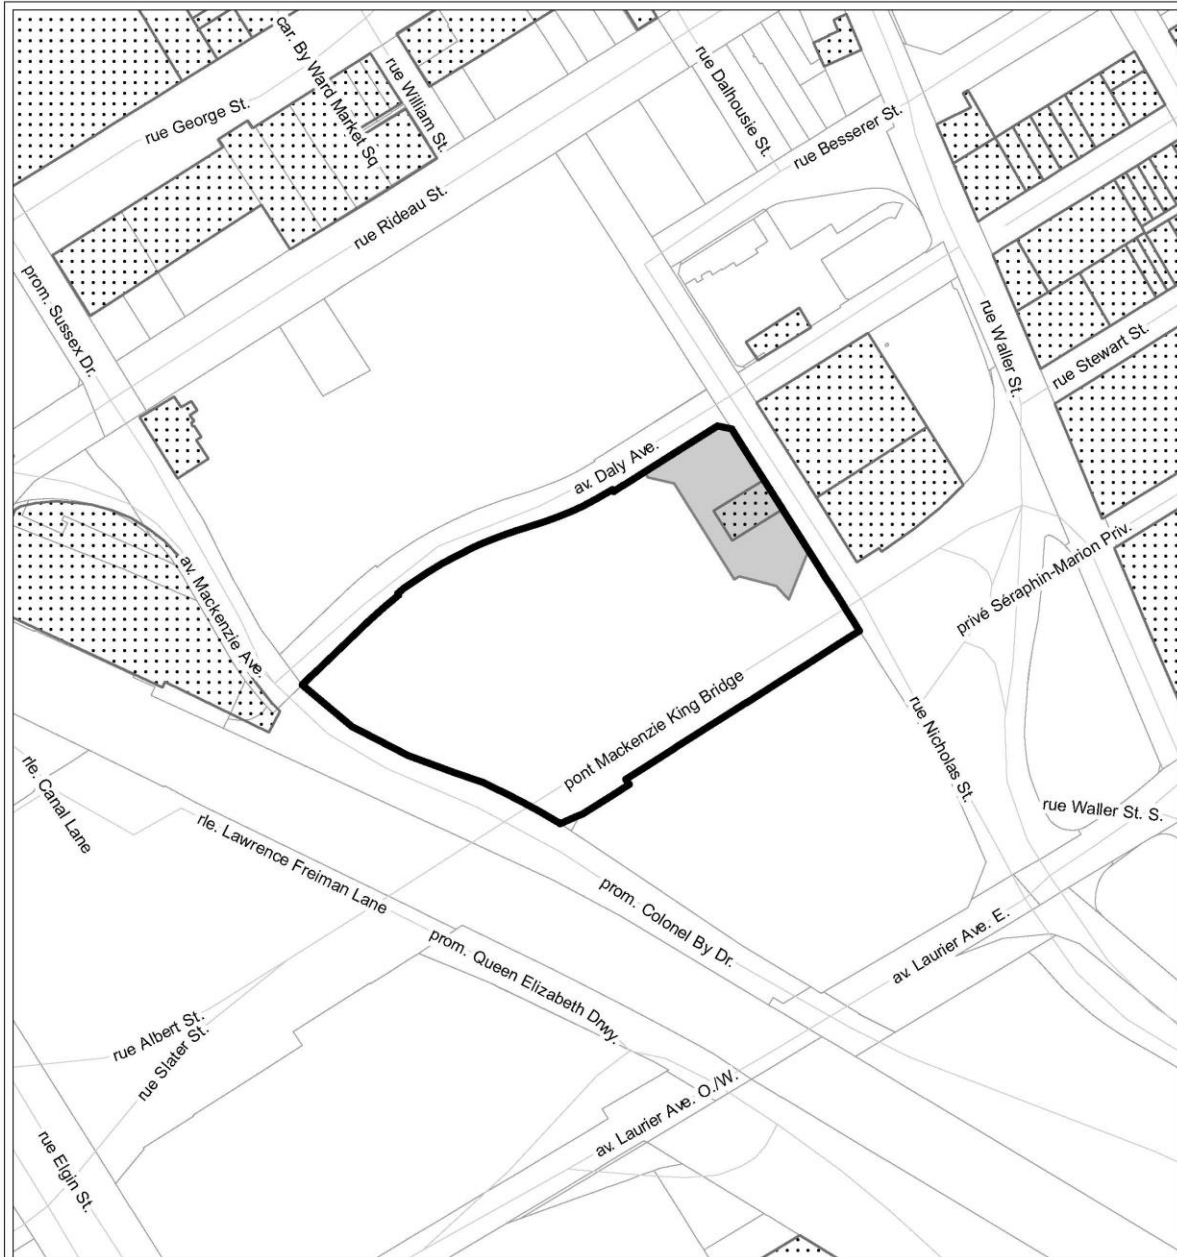 car. By Ward Market Sq
rue William St.
rue George St.
rue Dalhousie St.
rue Besserer St.
rue Rideau St.
prom. Sussex Dr.
rue Waller St.
rue Stewart St.
av. Daly Ave.
av. Mackenzie Ave.
privé Séraphin-Marion Priv.
pont Mackenzie King Bridge
rue Nicholas St.
rle. Canal Lane
rue Waller St. S.
rle. Lawrence Freiman Lane
prom. Colonel By Dr.
av. Laurier Ave. E.
prom. Queen Elizabeth Drwy.
rue Albert St.
rue Slater St.
av. Laurier Ave. O./W.
rue Elgin St.